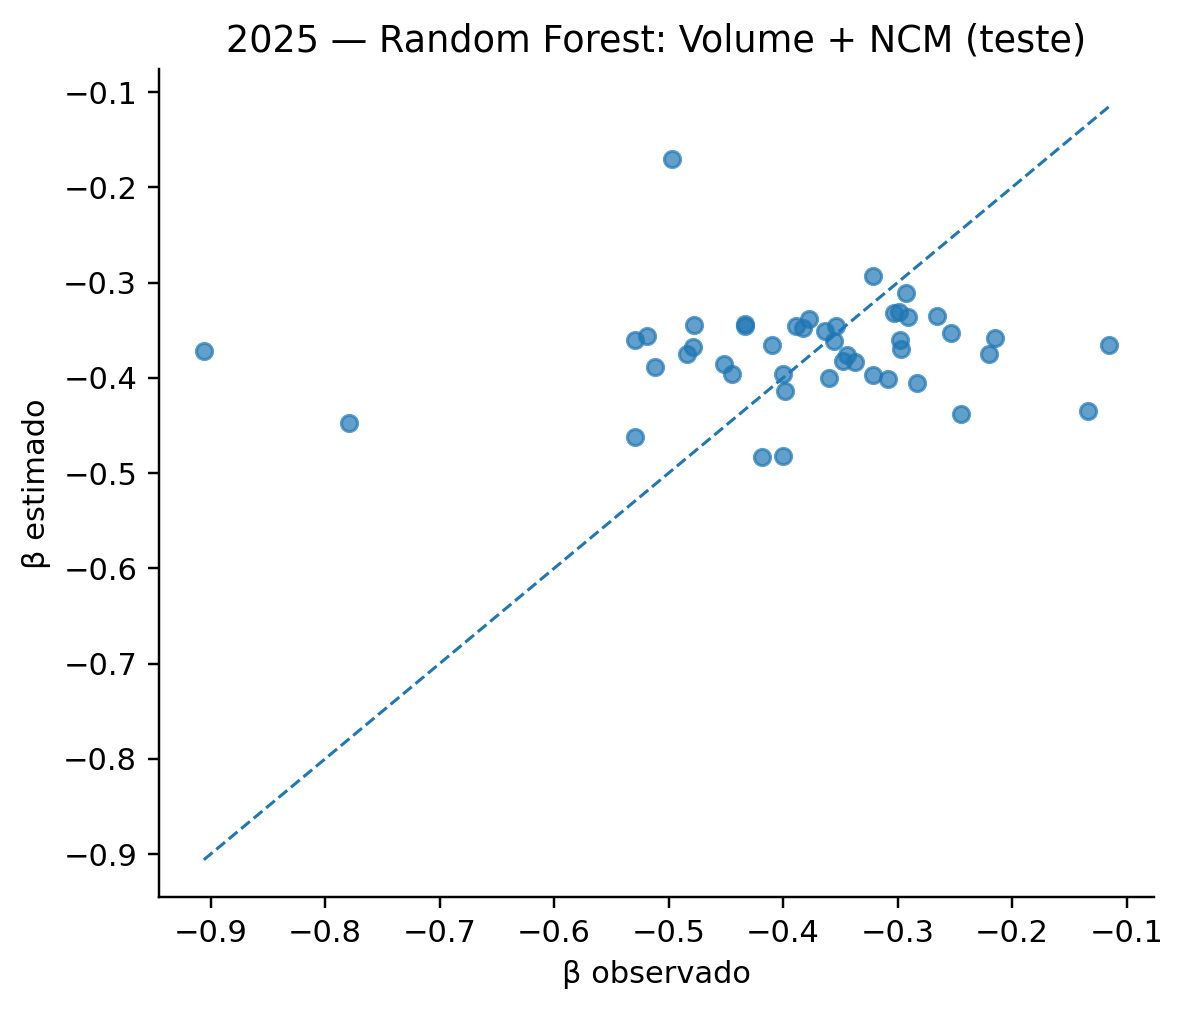 2025 — Random Forest: Volume + NCM (teste)
−0.1
−0.2
−0.3
−0.4
−0.5
−0.6
−0.7
−0.8
−0.9
β estimado
−0.9 −0.8 −0.7 −0.6 −0.5 −0.4 −0.3 −0.2 −0.1
β observado